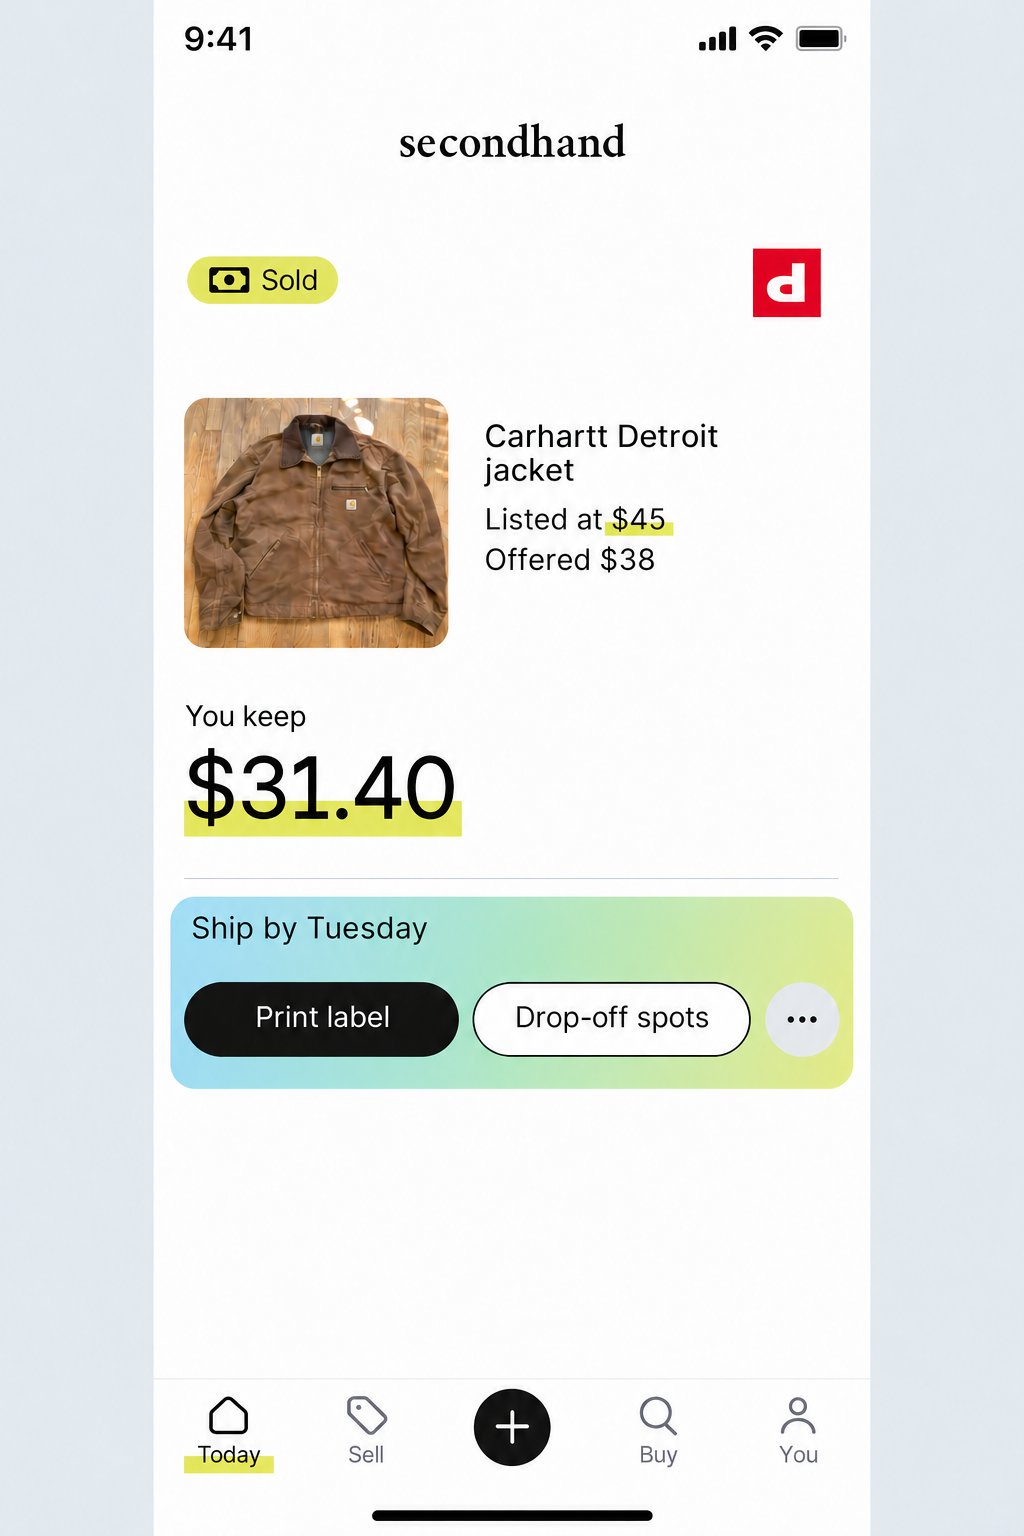 9:41
secondhand
Sold
d
Carhartt Detroit
jacket
Listed at $45
Offered $38
You keep
$31.40
Ship by Tuesday
Print label
Drop-off spots
Today
Sell
Buy
You